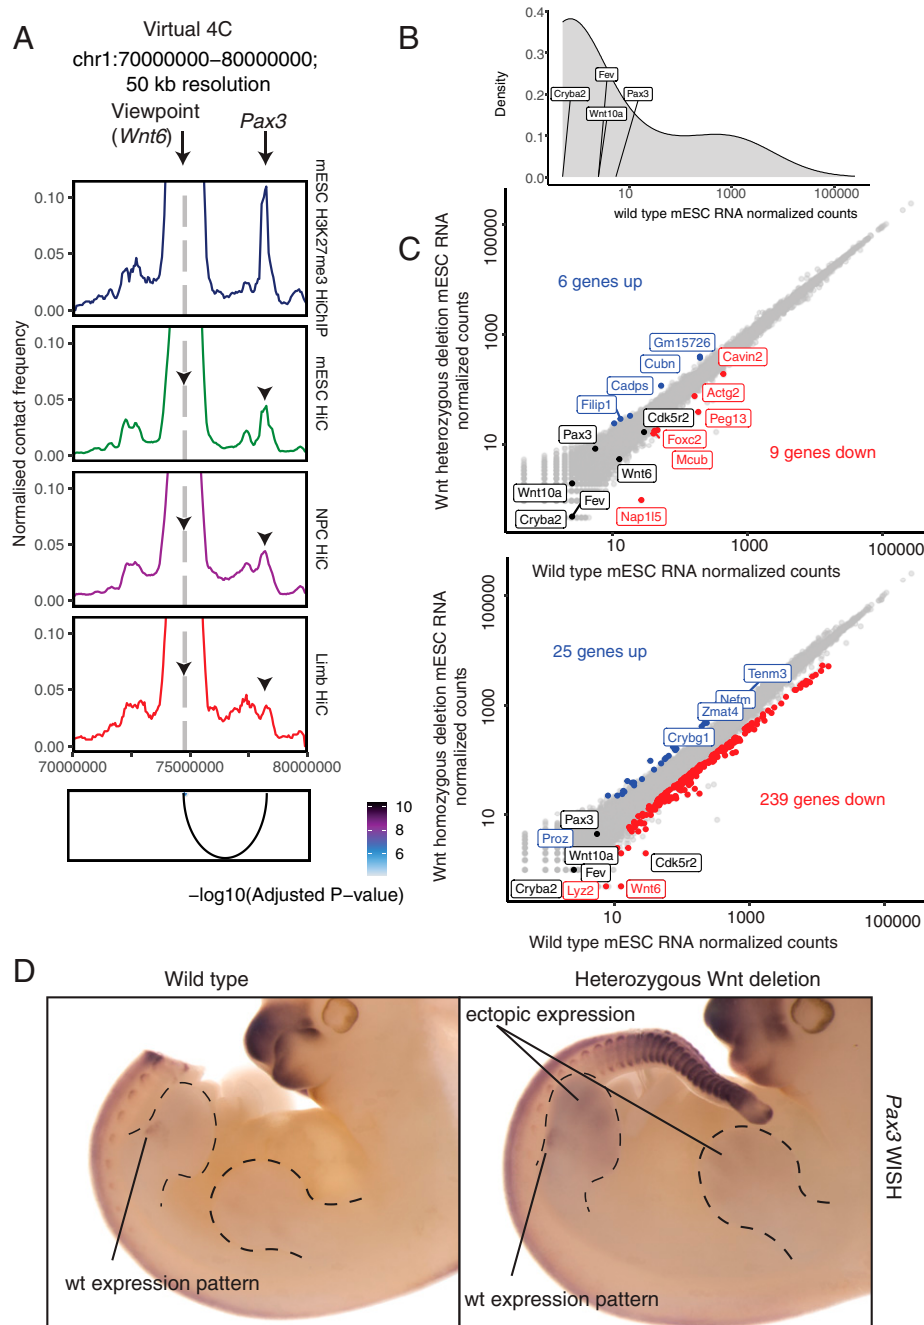 A
Virtual 4C
chr1:70000000−80000000;
50 kb resolution
Viewpoint
(Wnt6)
Pax3
Normalised contact frequency
0.10
0.05
0.00
mESC H3K27me3 HiChIP
0.10
0.05
0.00
mESC HiC
0.10
0.05
0.00
NPC HiC
0.10
0.05
0.00
Limb HiC
70000000
75000000
80000000
10
8
6
−log10(Adjusted P−value)
B
Density
0.4
0.3
0.2
0.1
0.0
Fev
Cryba2
Pax3
Wnt10a
10
1000
100000
wild type mESC RNA normalized counts
C
Wnt heterozygous deletion mESC RNA
normalized counts
100000
1000
10
6 genes up
Gm15726
Cubn
Cavin2
Cadps
Actg2
Filip1
Cdk5r2
Peg13
Pax3
Foxc2
9 genes down
Mcub
Wnt6
Wnt10a
Fev
Cryba2
Nap1l5
10
1000
100000
Wild type mESC RNA normalized counts
Wnt homozygous deletion mESC RNA
normalized counts
100000
1000
10
25 genes up
Tenm3
Nefm
Zmat4
Crybg1
239 genes down
Pax3
Proz
Wnt10a
Cdk5r2
Fev
Cryba2
Lyz2
Wnt6
10
1000
100000
Wild type mESC RNA normalized counts
D
Wild type
Heterozygous Wnt deletion
ectopic expression
wt expression pattern
wt expression pattern
Pax3 WISH